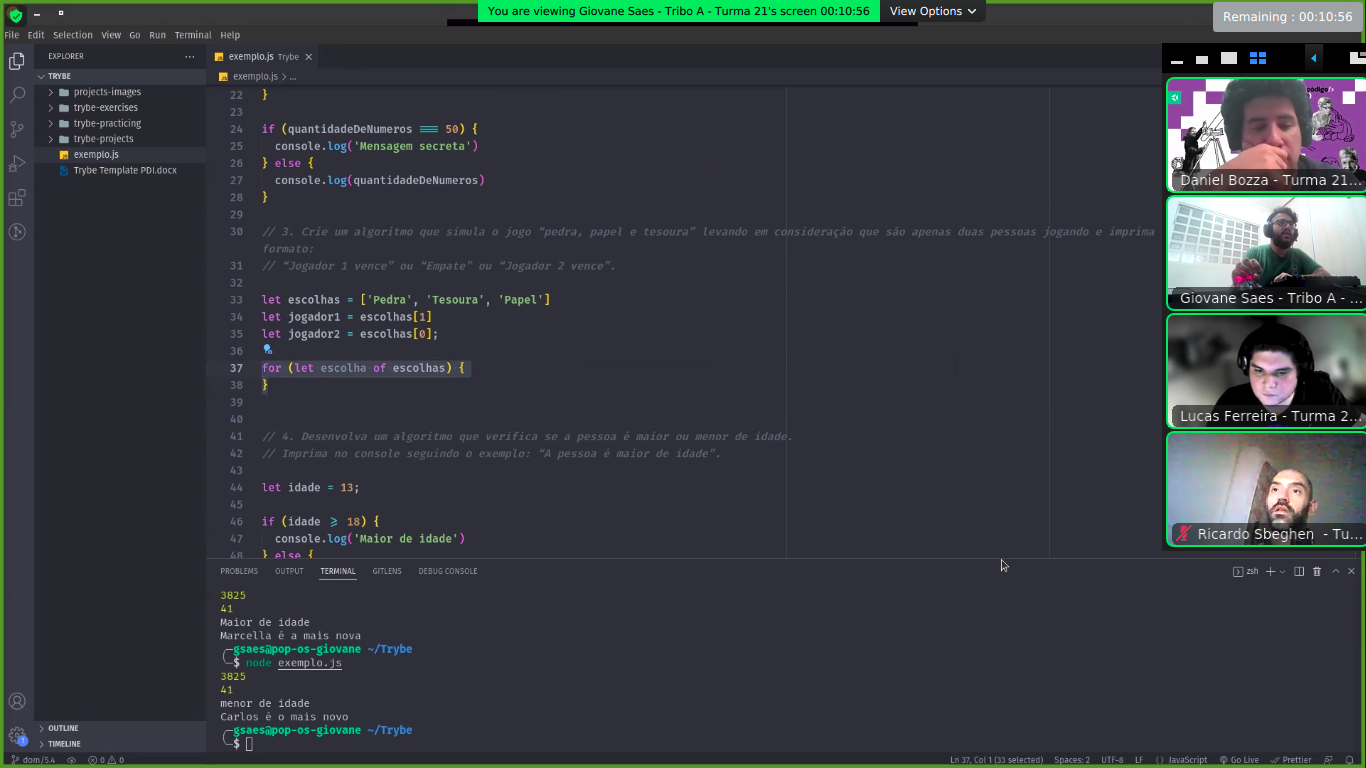 You are viewing Giovane Saes - Tribo A - Turma 21's screen 00:10:56
View Options
Remaining : 00:10:56
File Edit Selection View Go Run Terminal Help
EXPLORER
TRYBE
projects-images
trybe-exercises
trybe-practicing
trybe-projects
exemplo.js
Trybe Template PDI.docx
OUTLINE
TIMELINE
exemplo.js Trybe
exemplo.js > ...
22 }
23
24 if (quantidadeDeNumeros === 50) {
25 console.log('Mensagem secreta')
26 } else {
27 console.log(quantidadeDeNumeros)
28 }
29
30 // 3. Crie um algoritmo que simula o jogo “pedra, papel e tesoura” levando em consideração que são apenas duas pessoas jogando e imprima
formato:
31 // “Jogador 1 vence” ou “Empate” ou “Jogador 2 vence”.
32
33 let escolhas = ['Pedra', 'Tesoura', 'Papel']
34 let jogador1 = escolhas[1]
35 let jogador2 = escolhas[0];
36
37 for (let escolha of escolhas) {
38 }
39
40
41 // 4. Desenvolva um algoritmo que verifica se a pessoa é maior ou menor de idade.
42 // Imprima no console seguindo o exemplo: “A pessoa é maior de idade”.
43
44 let idade = 13;
45
46 if (idade >= 18) {
47 console.log('Maior de idade')
48 } else {
PROBLEMS OUTPUT TERMINAL GITLENS DEBUG CONSOLE
zsh
3825
41
Maior de idade
Marcella é a mais nova
gsaes@pop-os-giovane ~/Trybe
$ node exemplo.js
3825
41
menor de idade
Carlos é o mais novo
gsaes@pop-os-giovane ~/Trybe
$
código/
Daniel Bozza - Turma 21...
Giovane Saes - Tribo A - ...
Lucas Ferreira - Turma 2...
Ricardo Sbeghen - Tu...
1
dom/5.4 0 0 Ln 37, Col 1 (33 selected) Spaces: 2 UTF-8 LF {} JavaScript Go Live Prettier